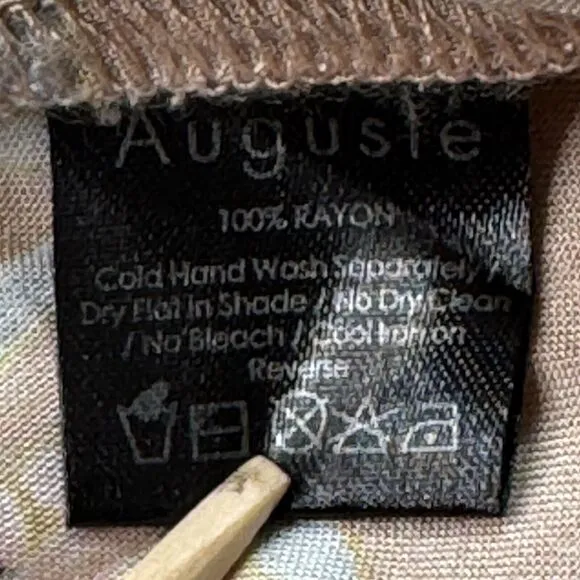 Auguste
100% RAYON
Cold Hand Wash Separately /
Dry Flat in Shade / No Dry Clean
/ No Bleach / Cool Iron on
Reverse